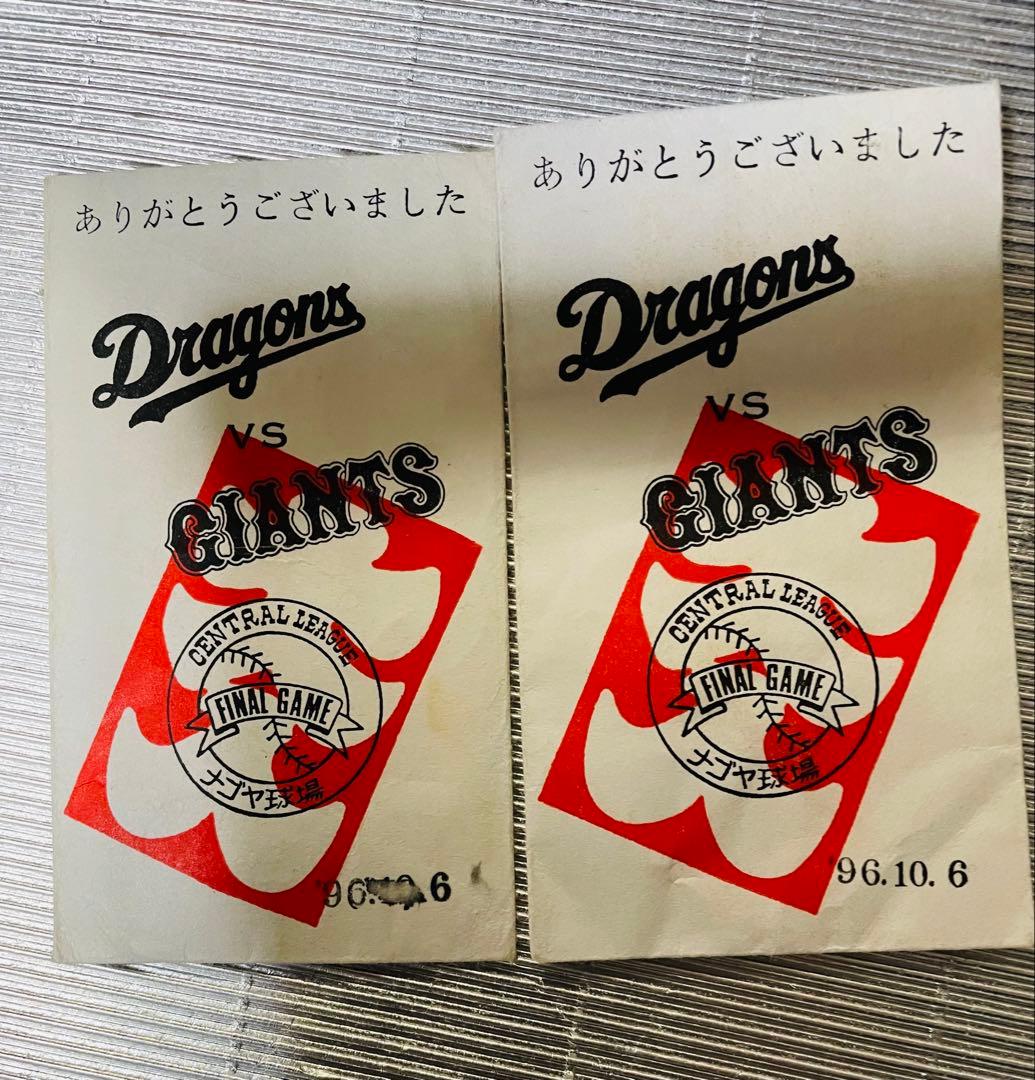 ありがとうございました
Dragons
VS
GIANTS
CENTRAL LEAGUE
FINAL GAME
ナゴヤ球場
'96. 6
ありがとうございました
Dragons
VS
GIANTS
CENTRAL LEAGUE
FINAL GAME
ナゴヤ球場
'96.10.6